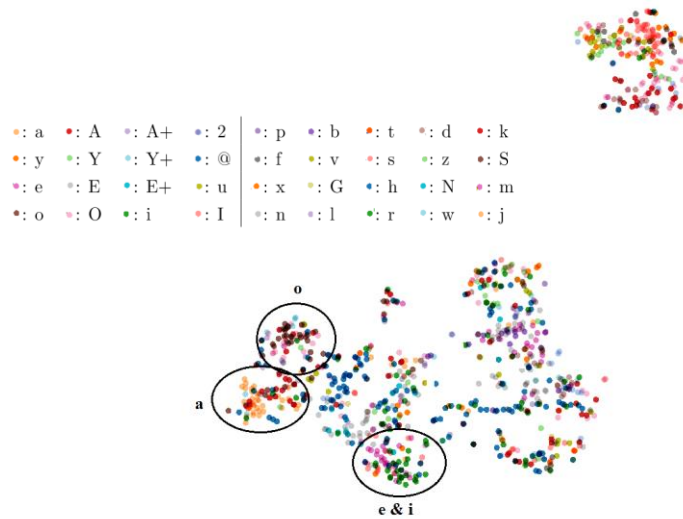 : a : A : A+ : 2 : p : b : t : d : k
: y : Y : Y+ : @ : f : v : s : z : S
: e : E : E+ : u : x : G : h : N : m
: o : O : i : I : n : l : r : w : j
o
a
e & i